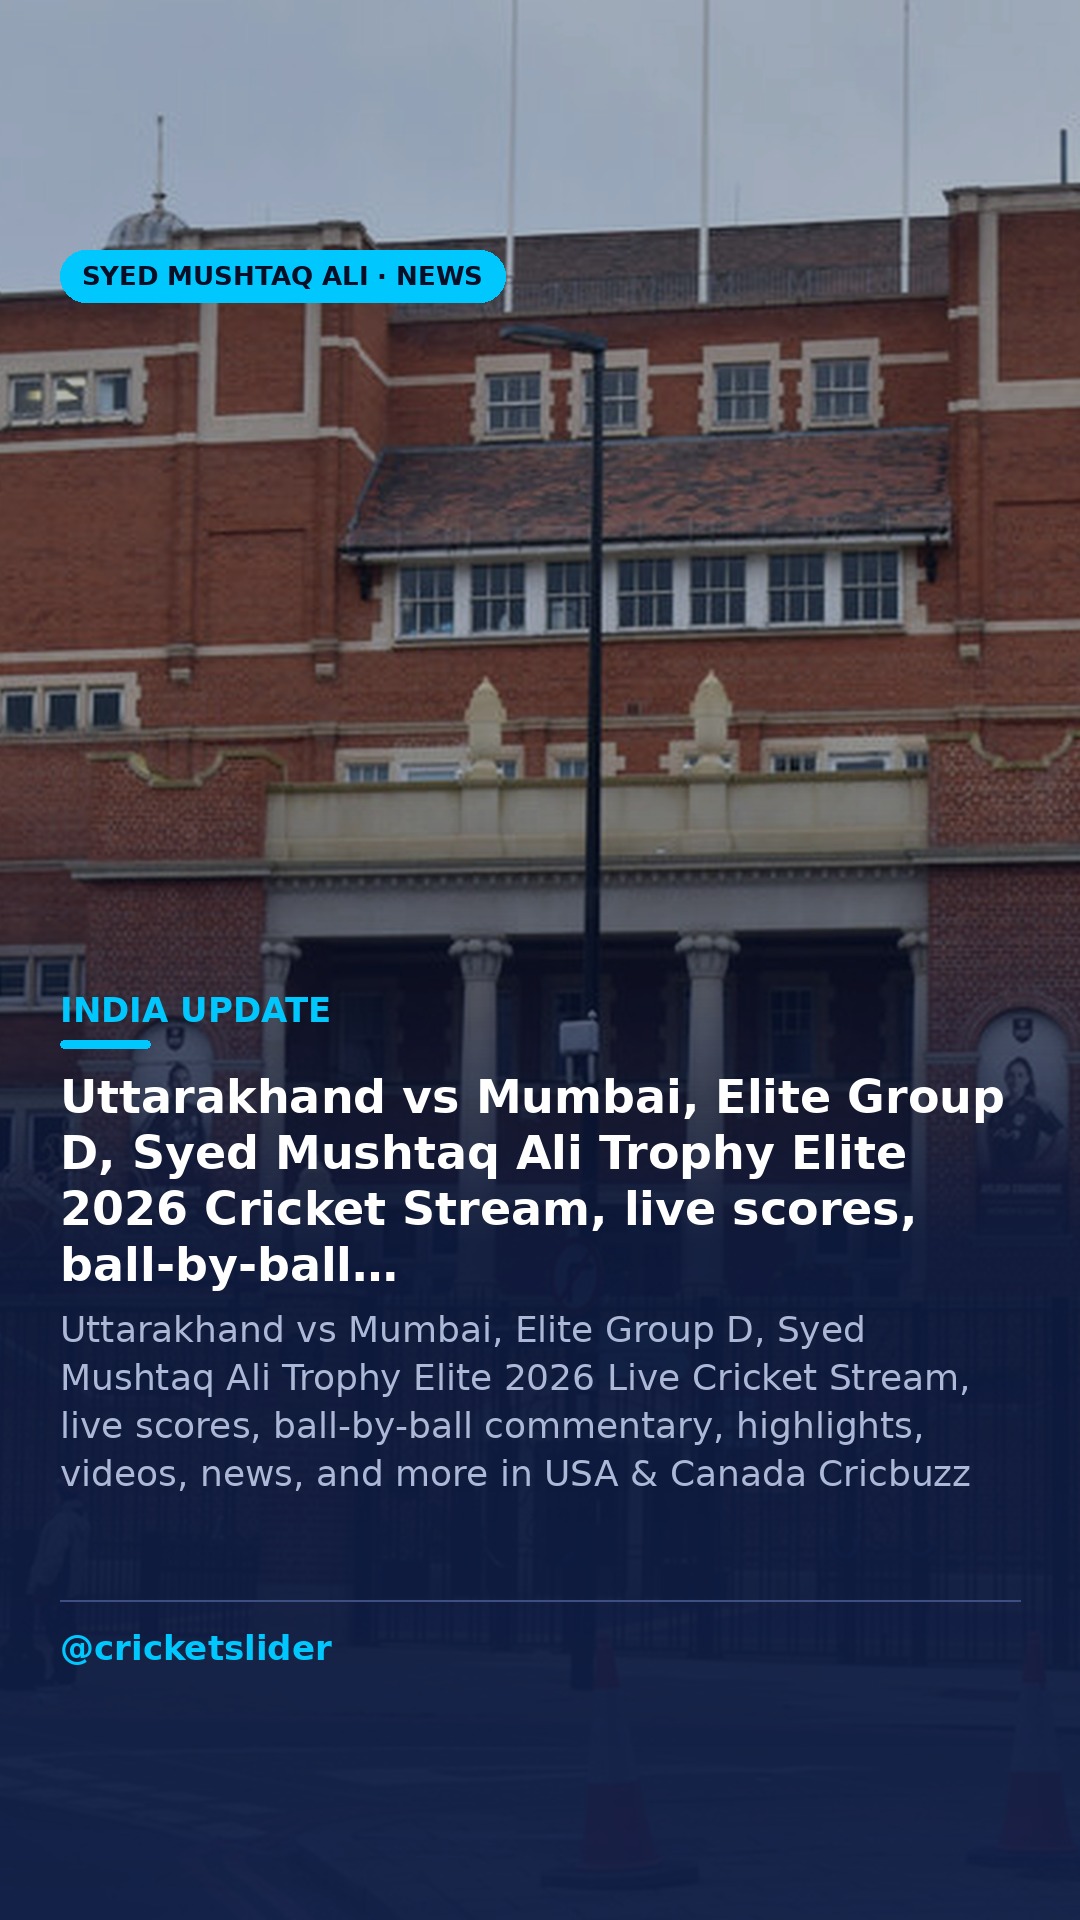 SYED MUSHTAQ ALI · NEWS
INDIA UPDATE
Uttarakhand vs Mumbai, Elite Group
D, Syed Mushtaq Ali Trophy Elite
2026 Cricket Stream, live scores,
ball-by-ball…
Uttarakhand vs Mumbai, Elite Group D, Syed
Mushtaq Ali Trophy Elite 2026 Live Cricket Stream,
live scores, ball-by-ball commentary, highlights,
videos, news, and more in USA & Canada Cricbuzz
@cricketslider